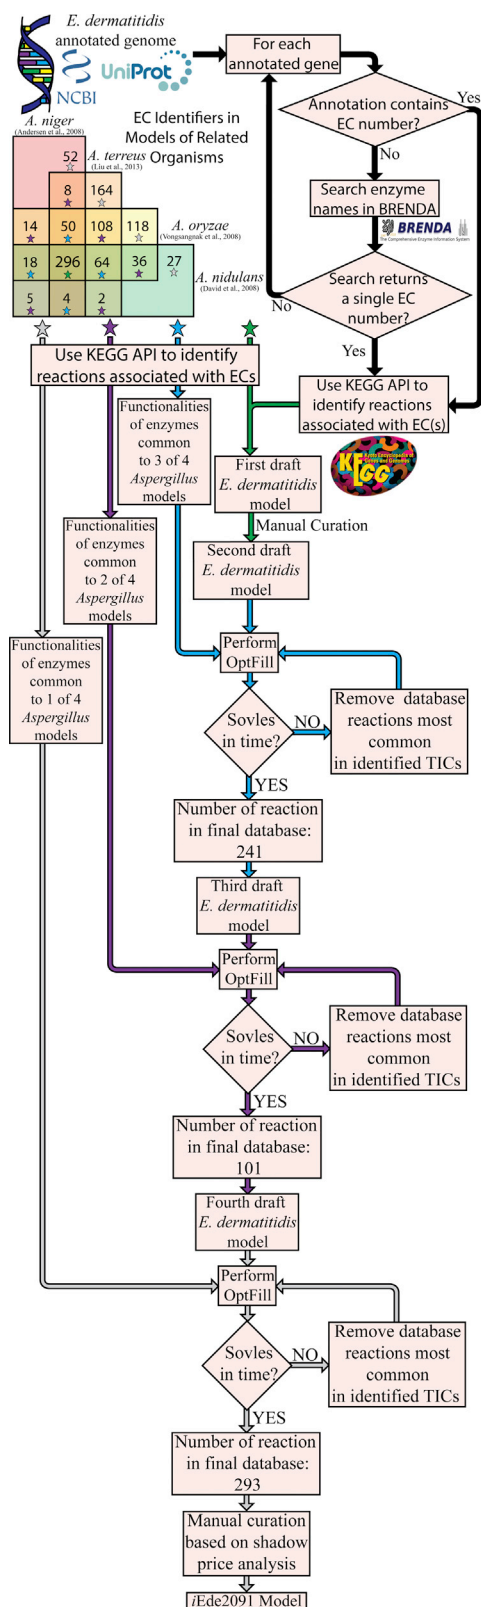 E. dermatitidis
annotated genome
NCBI
UniProt
For each
annotated gene
Annotation contains
EC number?
Yes
No
Search enzyme
names in BRENDA
BRENDA
The Comprehensive Enzyme Information System
Search returns
a single EC
number?
No
Yes
Use KEGG API to
identify reactions
associated with EC(s)
KEGG
Kyoto Encyclopedia of
Genes and Genomes
EC Identifiers in
Models of Related
Organisms
A. niger
(Andersen et al., 2008)
52
A. terreus
(Liu et al., 2013)
8 164
14 50 108 118
A. oryzae
(Vongsangnak et al., 2008)
18 296 64 36 27
A. nidulans
(David et al., 2008)
5 4 2
Use KEGG API to identify
reactions associated with ECs
Functionalities
of enzymes
common
to 3 of 4
Aspergillus
models
First draft
E. dermatitidis
model
Manual Curation
Functionalities
of enzymes
common
to 2 of 4
Aspergillus
models
Second draft
E. dermatitidis
model
Functionalities
of enzymes
common
to 1 of 4
Aspergillus
models
Perform
OptFill
Sovles
in time?
NO
Remove database
reactions most
common
in identified TICs
YES
Number of reaction
in final database:
241
Third draft
E. dermatitidis
model
Perform
OptFill
Sovles
in time?
NO
Remove database
reactions most
common
in identified TICs
YES
Number of reaction
in final database:
101
Fourth draft
E. dermatitidis
model
Perform
OptFill
Sovles
in time?
NO
Remove database
reactions most
common
in identified TICs
YES
Number of reaction
in final database:
293
Manual curation
based on shadow
price analysis
iEde2091 Model